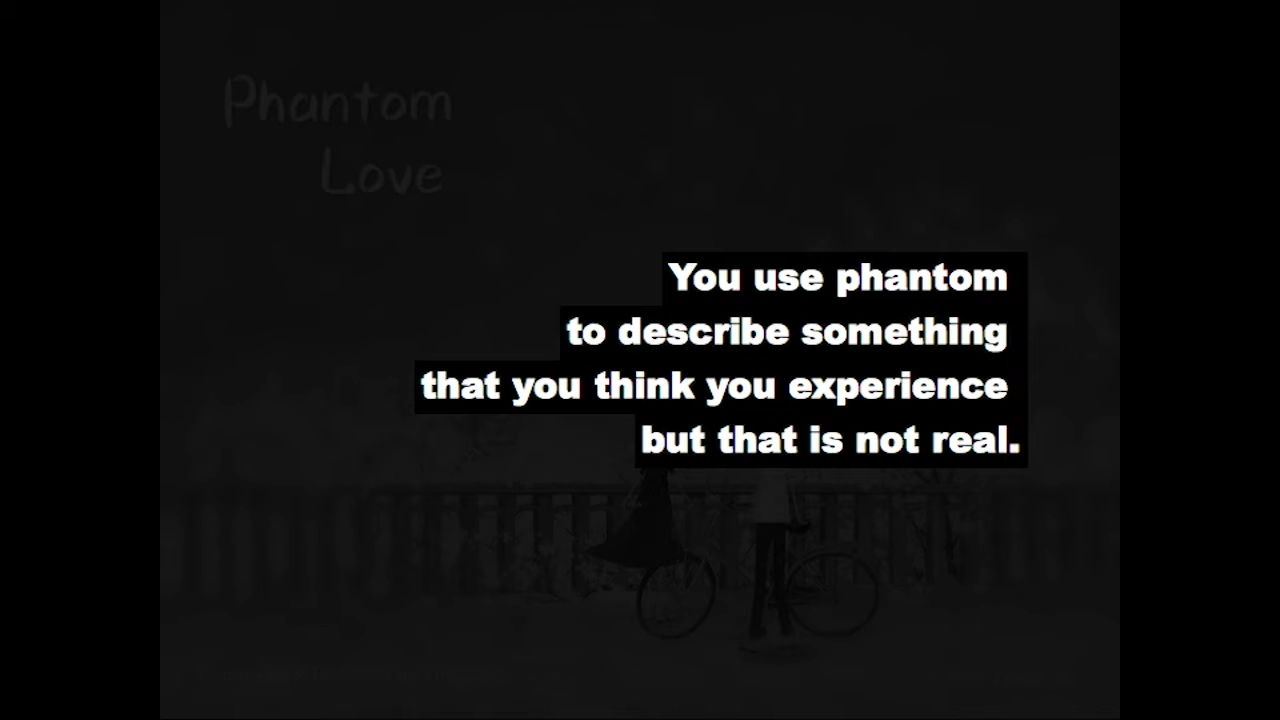 Phantom
Love
You use phantom
to describe something
that you think you experience
but that is not real.